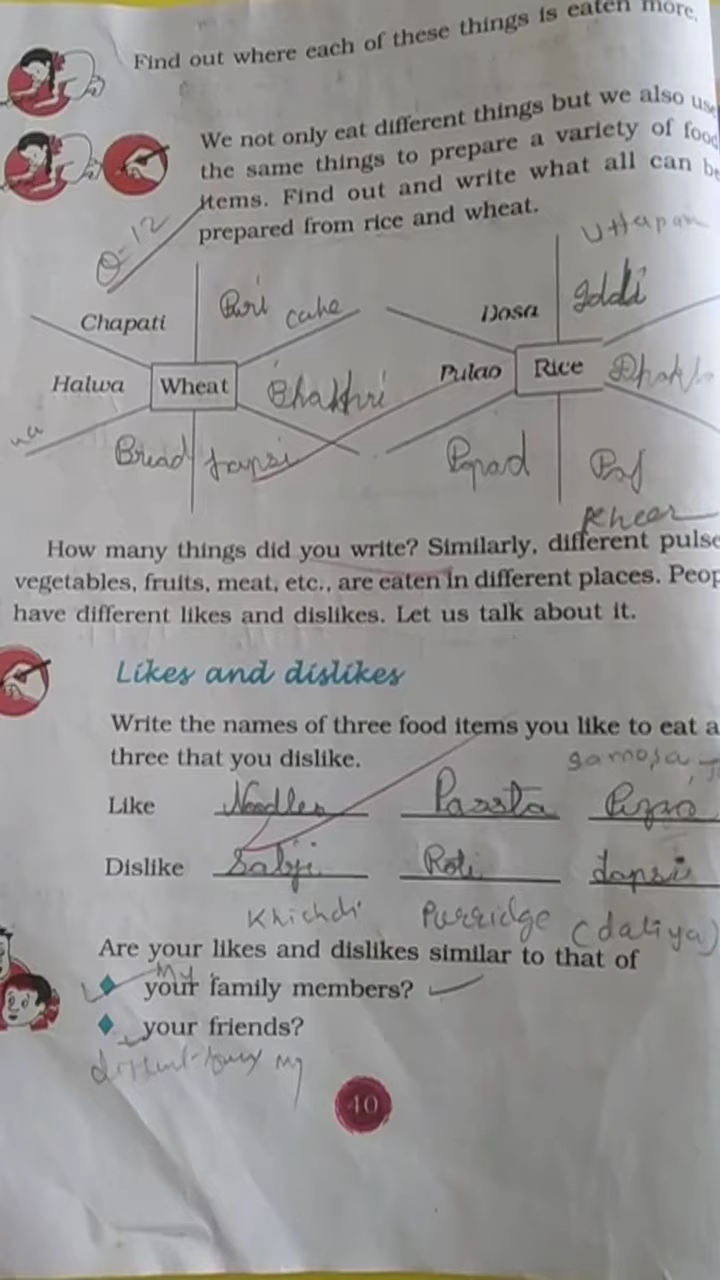 Find out where each of these things is eaten more.
We not only eat different things but we also use
the same things to prepare a variety of food
items. Find out and write what all can be
prepared from rice and wheat.
Q-12
Uttapam
Chapati
Puri
cake
Dosa
Iddli
Halwa
Wheat
Bhakhri
Pulao
Rice
Bread
Papad
Kheer
How many things did you write? Similarly, different pulse
vegetables, fruits, meat, etc., are eaten in different places. Peop
have different likes and dislikes. Let us talk about it.
Likes and dislikes
Write the names of three food items you like to eat a
three that you dislike.
samosa,
Like Noodles Passta
Dislike Sabji Roti
Khichdi Purridge (daliya)
Are your likes and dislikes similar to that of
My
your family members?
your friends?
40